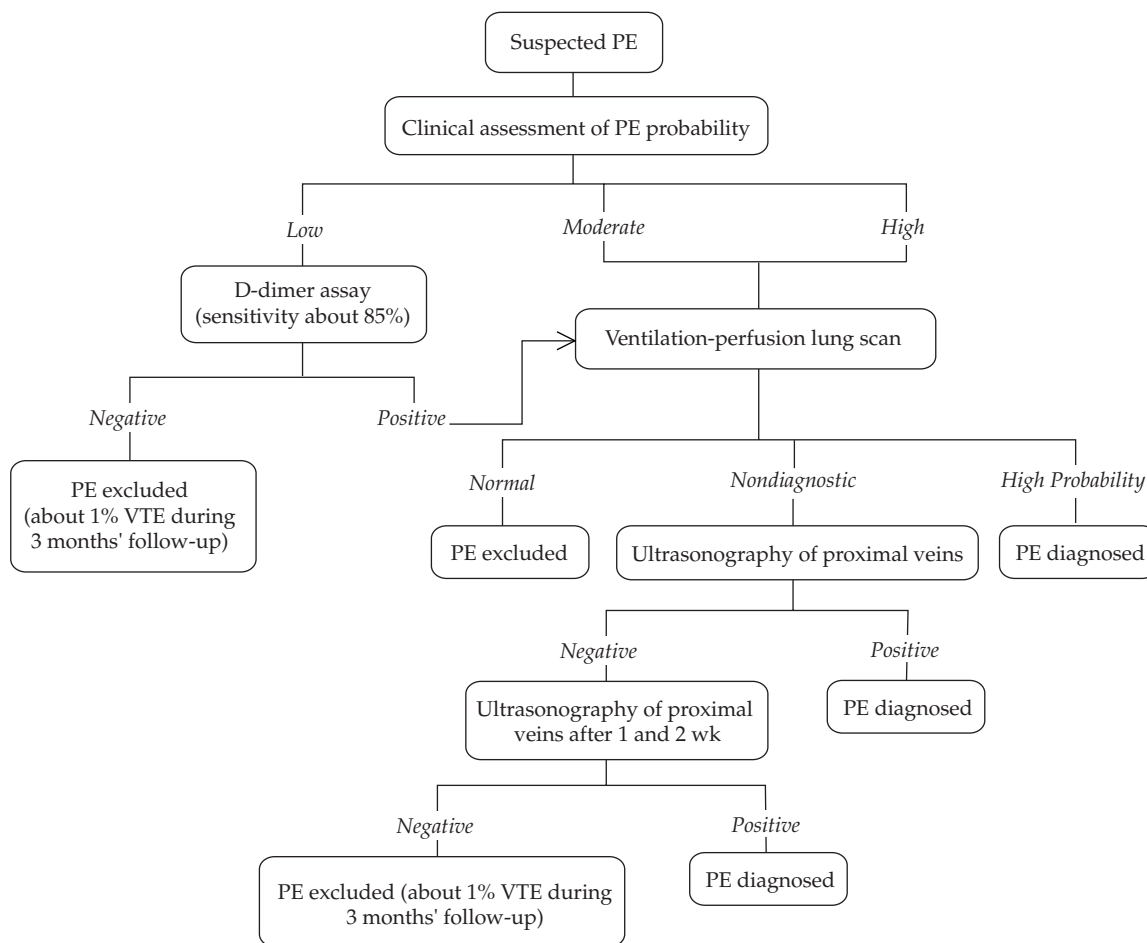 Suspected PE
Clinical assessment of PE probability
Low
Moderate
High
D-dimer assay
(sensitivity about 85%)
Ventilation-perfusion lung scan
Negative
Positive
PE excluded
(about 1% VTE during
3 months' follow-up)
Normal
Nondiagnostic
High Probability
PE excluded
Ultrasonography of proximal veins
PE diagnosed
Negative
Positive
Ultrasonography of proximal
veins after 1 and 2 wk
PE diagnosed
Negative
Positive
PE excluded (about 1% VTE during
3 months' follow-up)
PE diagnosed